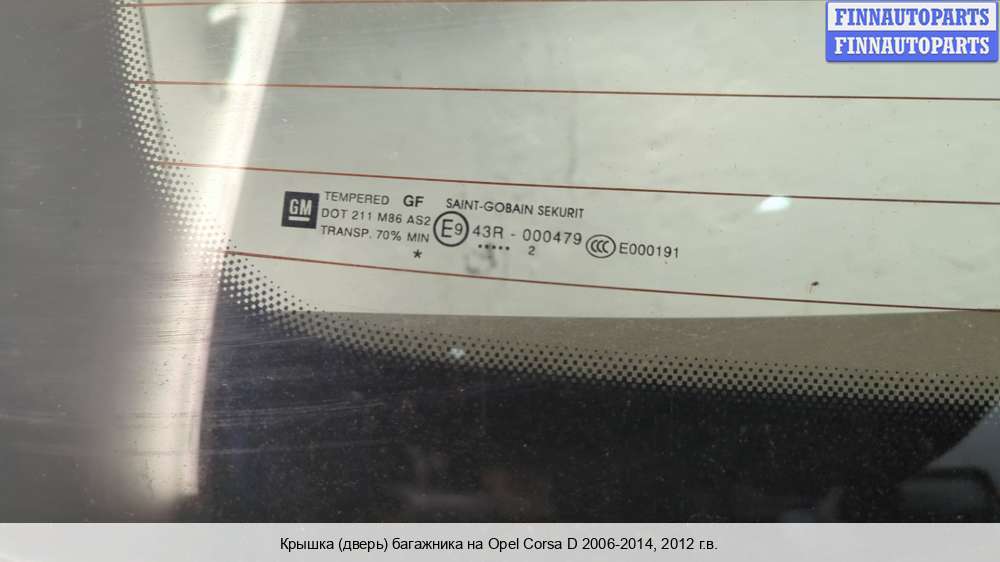 FINNAUTOPARTS
FINNAUTOPARTS
GM
TEMPERED GF SAINT-GOBAIN SEKURIT
DOT 211 M86 AS2
TRANSP. 70% MIN
E9 43R - 000479
CCC E000191
..... 2
*
Крышка (дверь) багажника на Opel Corsa D 2006-2014, 2012 г.в.